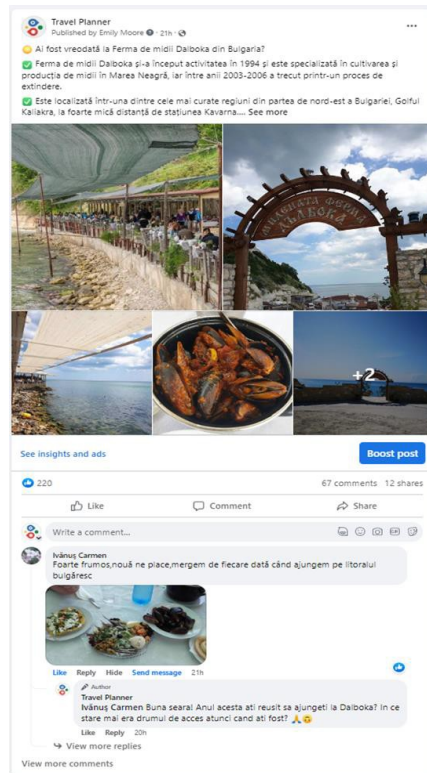 Travel Planner
Published by Emily Moore · 21h ·
Ai fost vreodată la Ferma de midii Dalboka din Bulgaria?
Ferma de midii Dalboka și-a început activitatea în 1994 și este specializată în cultivarea și
producția de midii în Marea Neagră, iar între anii 2003-2006 a trecut printr-un proces de
extindere.
Este localizată într-una dintre cele mai curate regiuni din partea de nord-est a Bulgariei, Golful
Kaliakra, la foarte mică distanță de stațiunea Kavarna.... See more
МИДЕНАТА ФЕРМА
ДЪЛБОКА
+2
See insights and ads
Boost post
220
67 comments 12 shares
Like Comment Share
Write a comment...
GIF
Ivănuș Carmen
Foarte frumos,nouă ne place,mergem de fiecare dată când ajungem pe litoralul
bulgăresc
Like Reply Hide Send message 21h
Author
Travel Planner
Ivănuș Carmen Buna seara! Anul acesta ati reusit sa ajungeti la Dalboka? In ce
stare mai era drumul de acces atunci cand ati fost?
Like Reply 20h
View more replies
View more comments